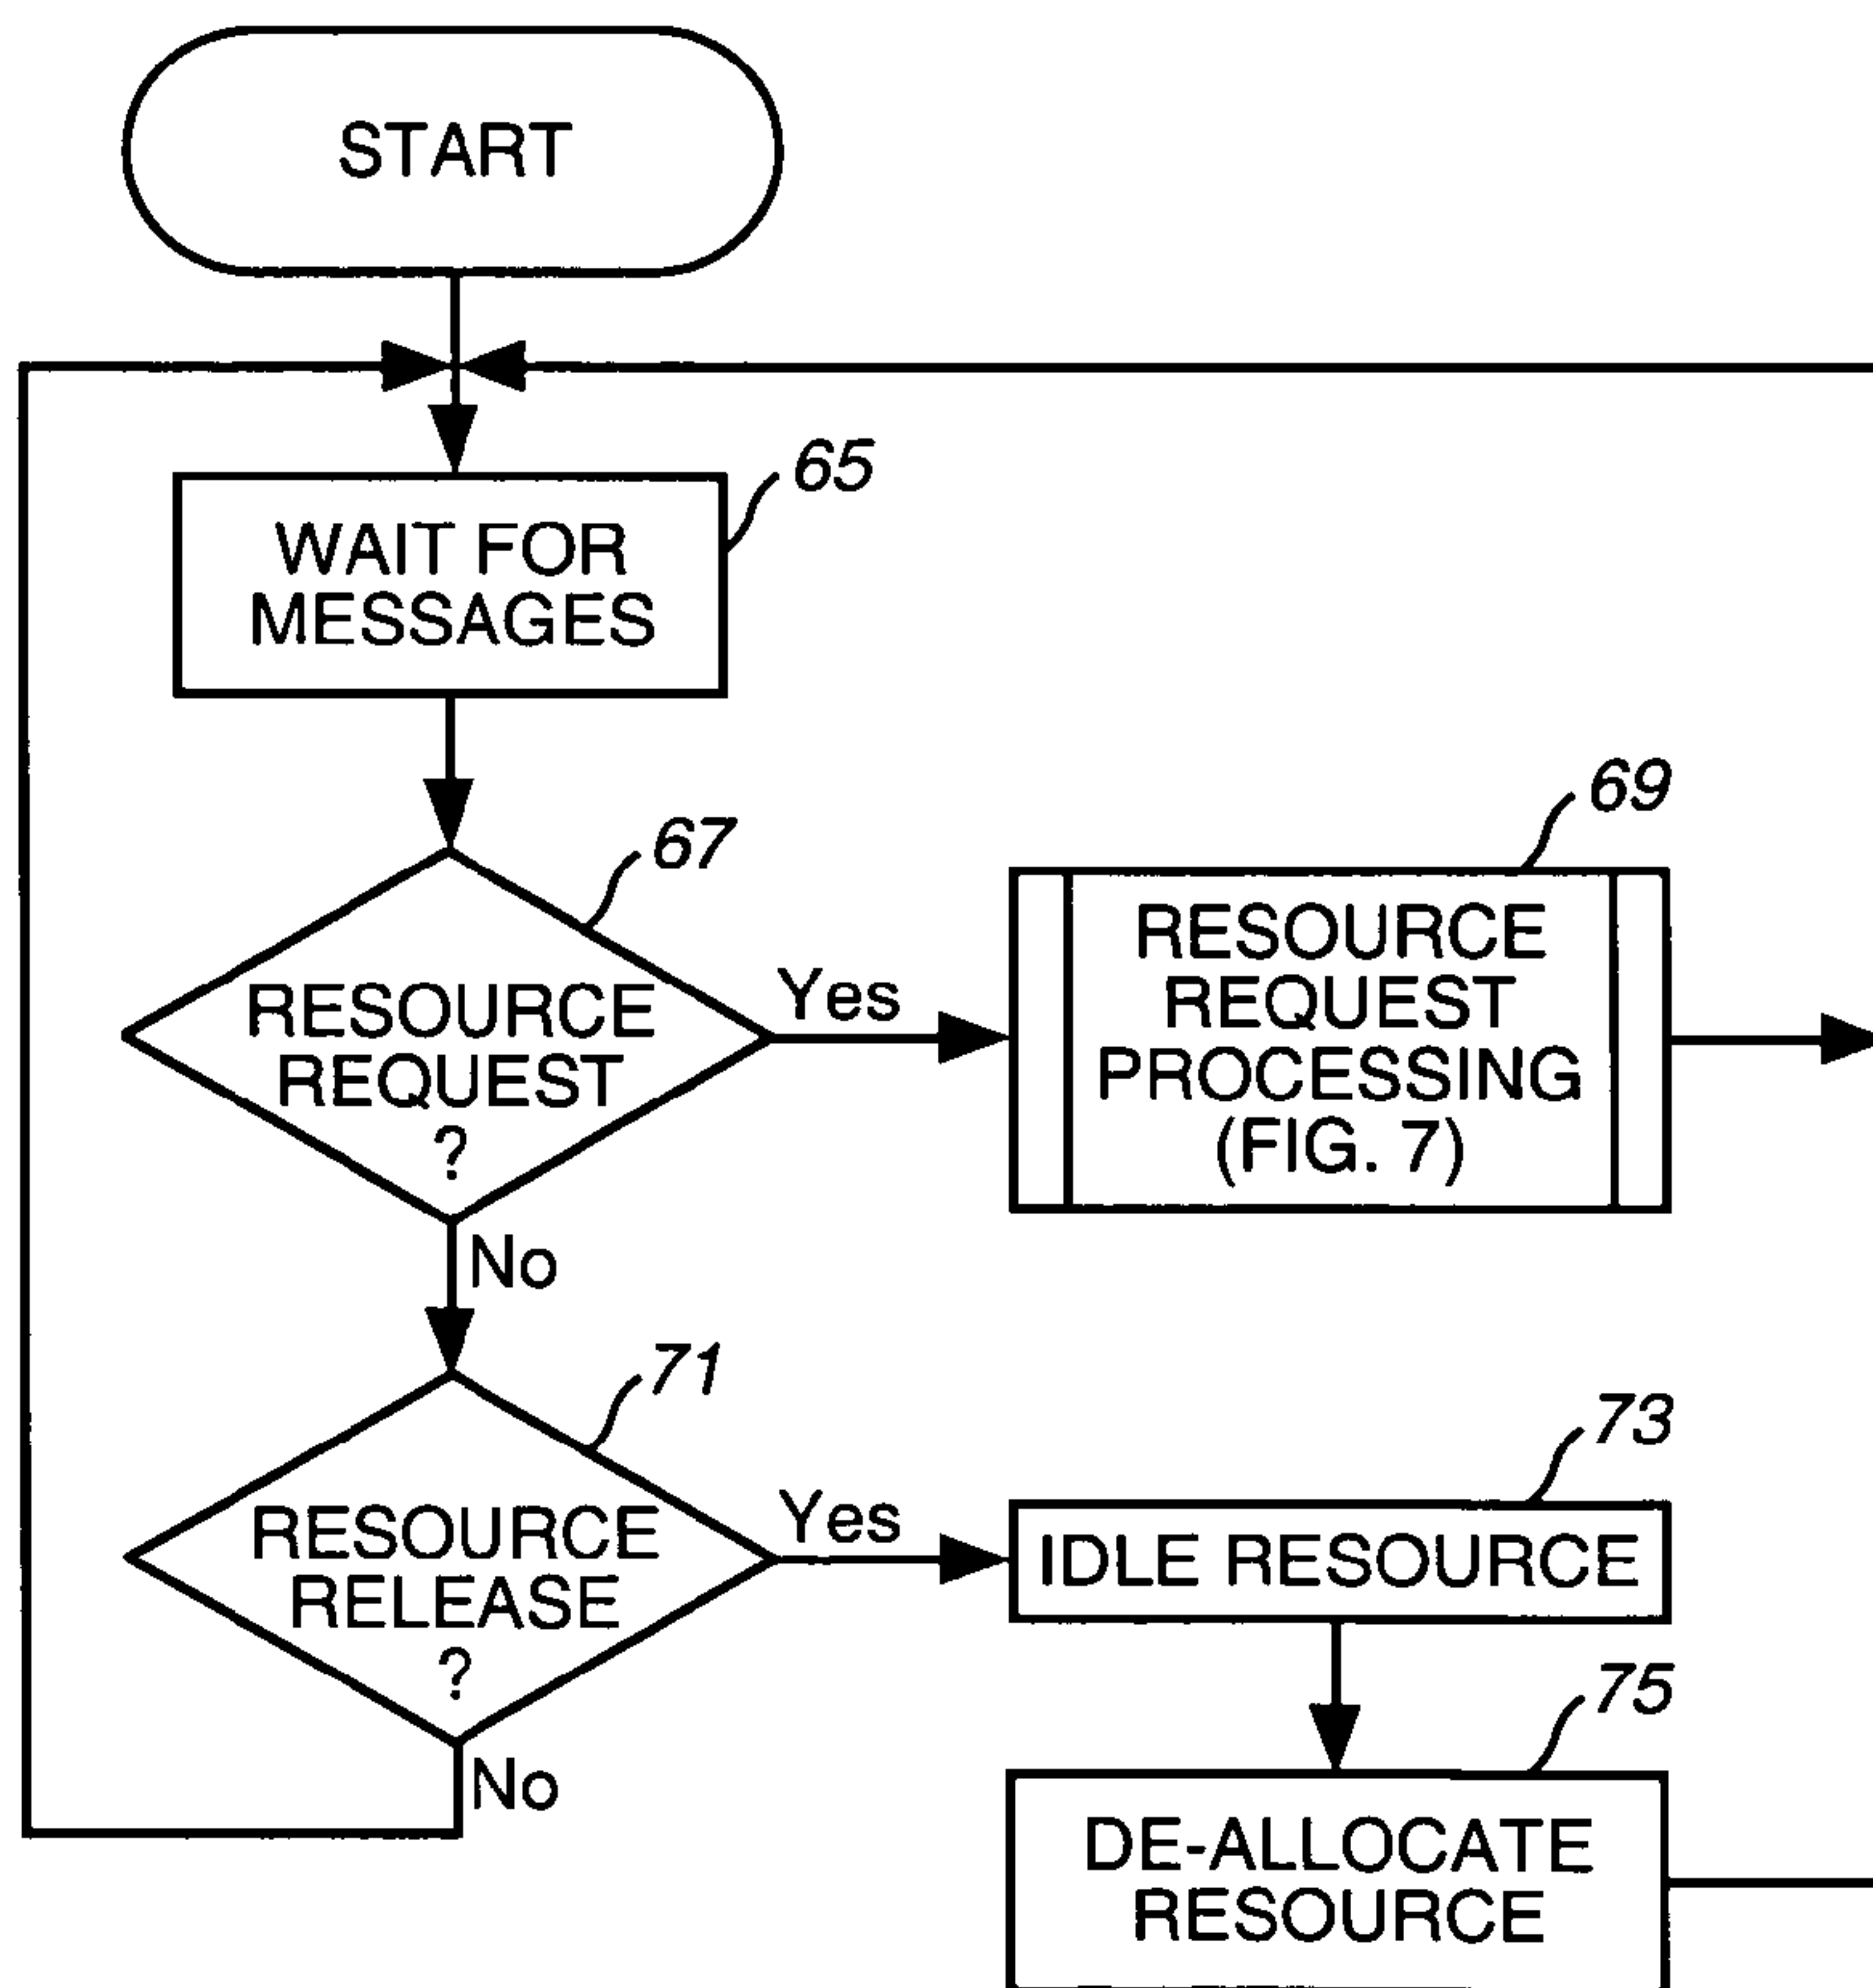 START
65
WAIT FOR
MESSAGES
67
RESOURCE
REQUEST
?
Yes
69
RESOURCE
REQUEST
PROCESSING
(FIG. 7)
No
71
RESOURCE
RELEASE
?
Yes
73
IDLE RESOURCE
No
75
DE-ALLOCATE
RESOURCE